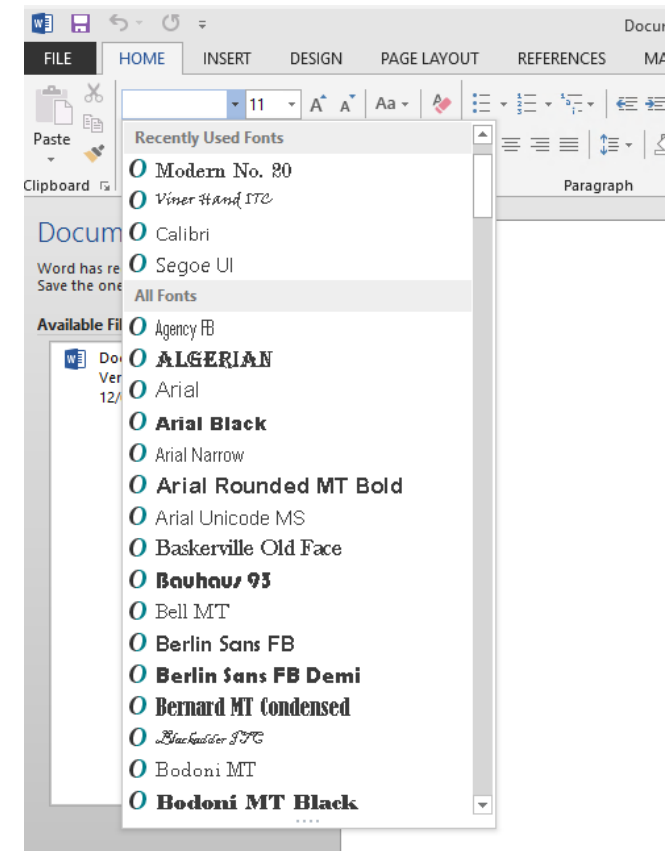 Docum
FILE HOME INSERT DESIGN PAGE LAYOUT REFERENCES MA
11 Aa
Paste
Clipboard Paragraph
Recently Used Fonts
O Modern No. 20
O Viner Hand ITC
O Calibri
O Segoe UI
All Fonts
O Agency FB
O ALGERIAN
O Arial
O Arial Black
O Arial Narrow
O Arial Rounded MT Bold
O Arial Unicode MS
O Baskerville Old Face
O Bauhaus 93
O Bell MT
O Berlin Sans FB
O Berlin Sans FB Demi
O Bernard MT Condensed
O Blackadder ITC
O Bodoni MT
O Bodoni MT Black
Docum
Word has re
Save the one
Available Fil
Do
Ver
12/